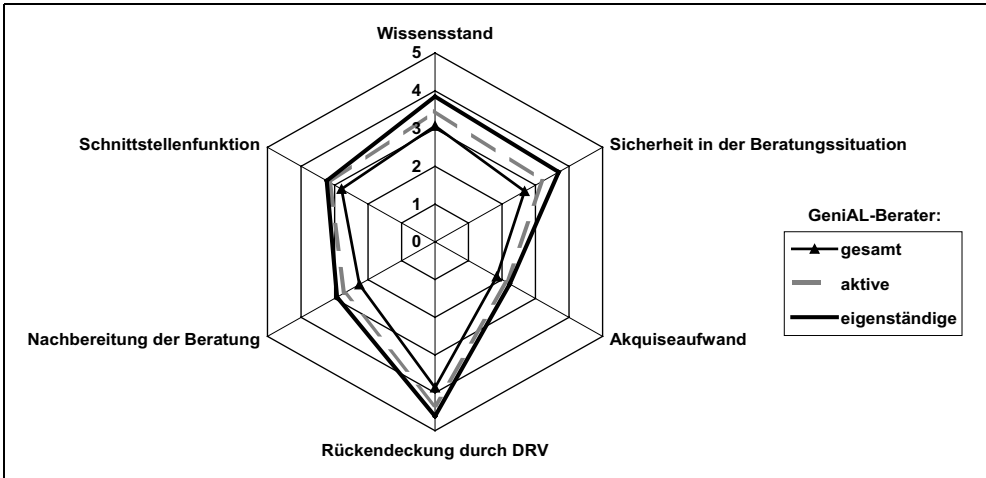 Wissensstand
5
4
3
2
1
0
Schnittstellenfunktion
Sicherheit in der Beratungssituation
Nachbereitung der Beratung
Akquiseaufwand
Rückendeckung durch DRV
GeniAL-Berater:
gesamt
aktive
eigenständige